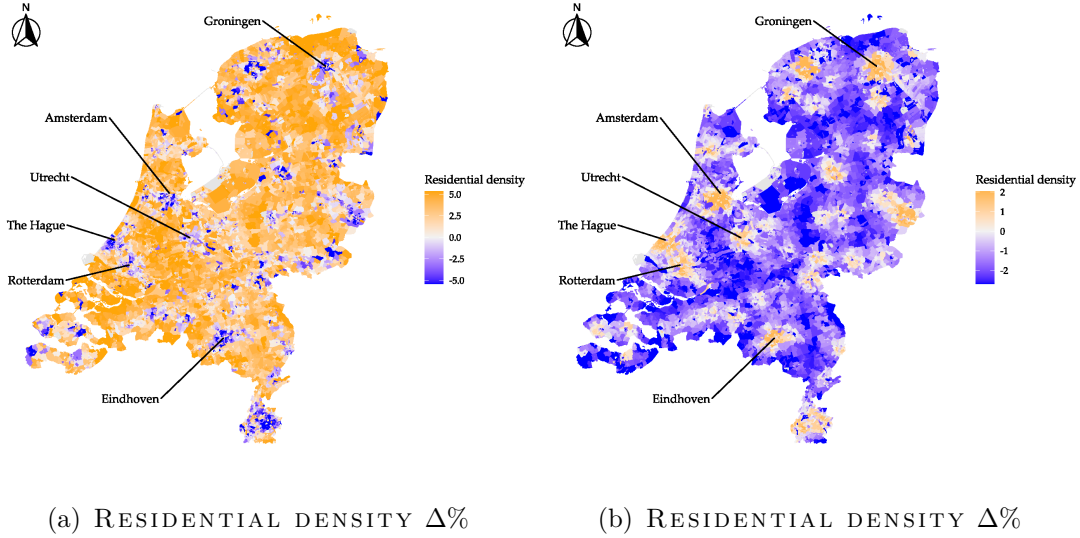 N
Groningen
Amsterdam
Utrecht
The Hague
Rotterdam
Eindhoven
Residential density
5.0
2.5
0.0
-2.5
-5.0
(a) Residential density Δ%
N
Groningen
Amsterdam
Utrecht
The Hague
Rotterdam
Eindhoven
Residential density
2
1
0
-1
-2
(b) Residential density Δ%